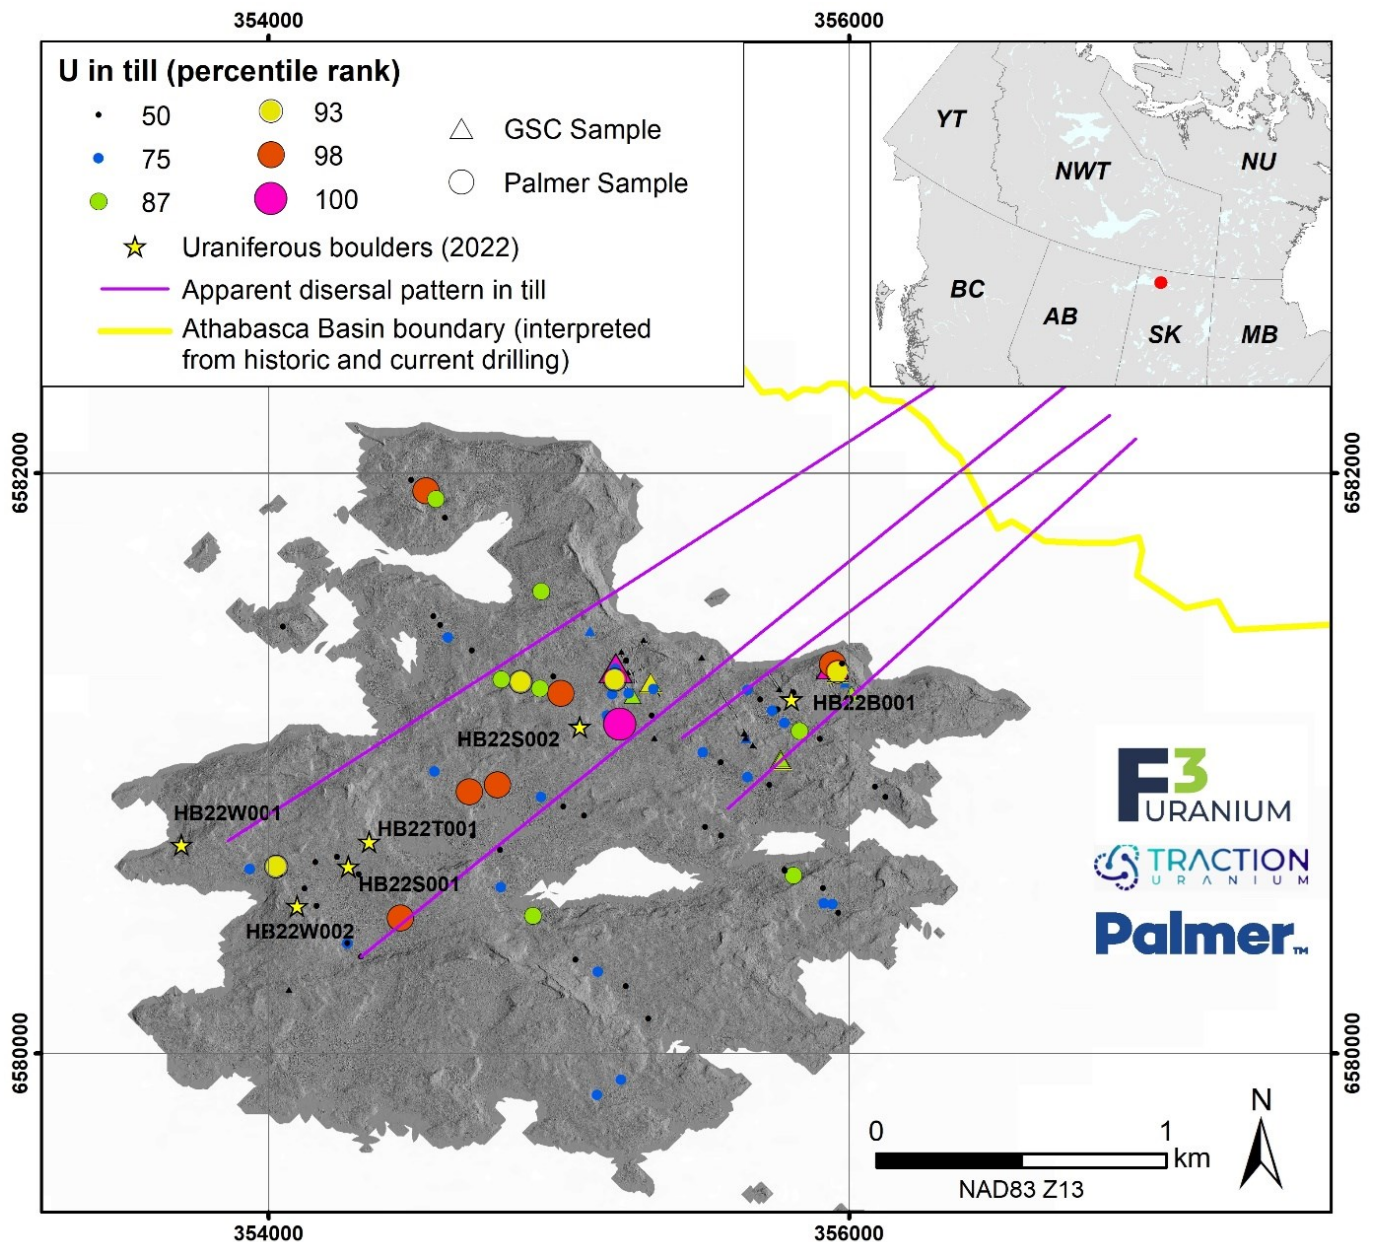 354000
356000
U in till (percentile rank)
50
75
87
93
98
100
GSC Sample
Palmer Sample
Uraniferous boulders (2022)
Apparent disersal pattern in till
Athabasca Basin boundary (interpreted
from historic and current drilling)
YT
NWT
NU
BC
AB
SK
MB
6582000
6582000
HB22B001
HB22S002
HB22W001
HB22T001
HB22S001
HB22W002
F3
URANIUM
TRACTION
URANIUM
Palmer™
6580000
6580000
N
0
1
km
NAD83 Z13
354000
356000